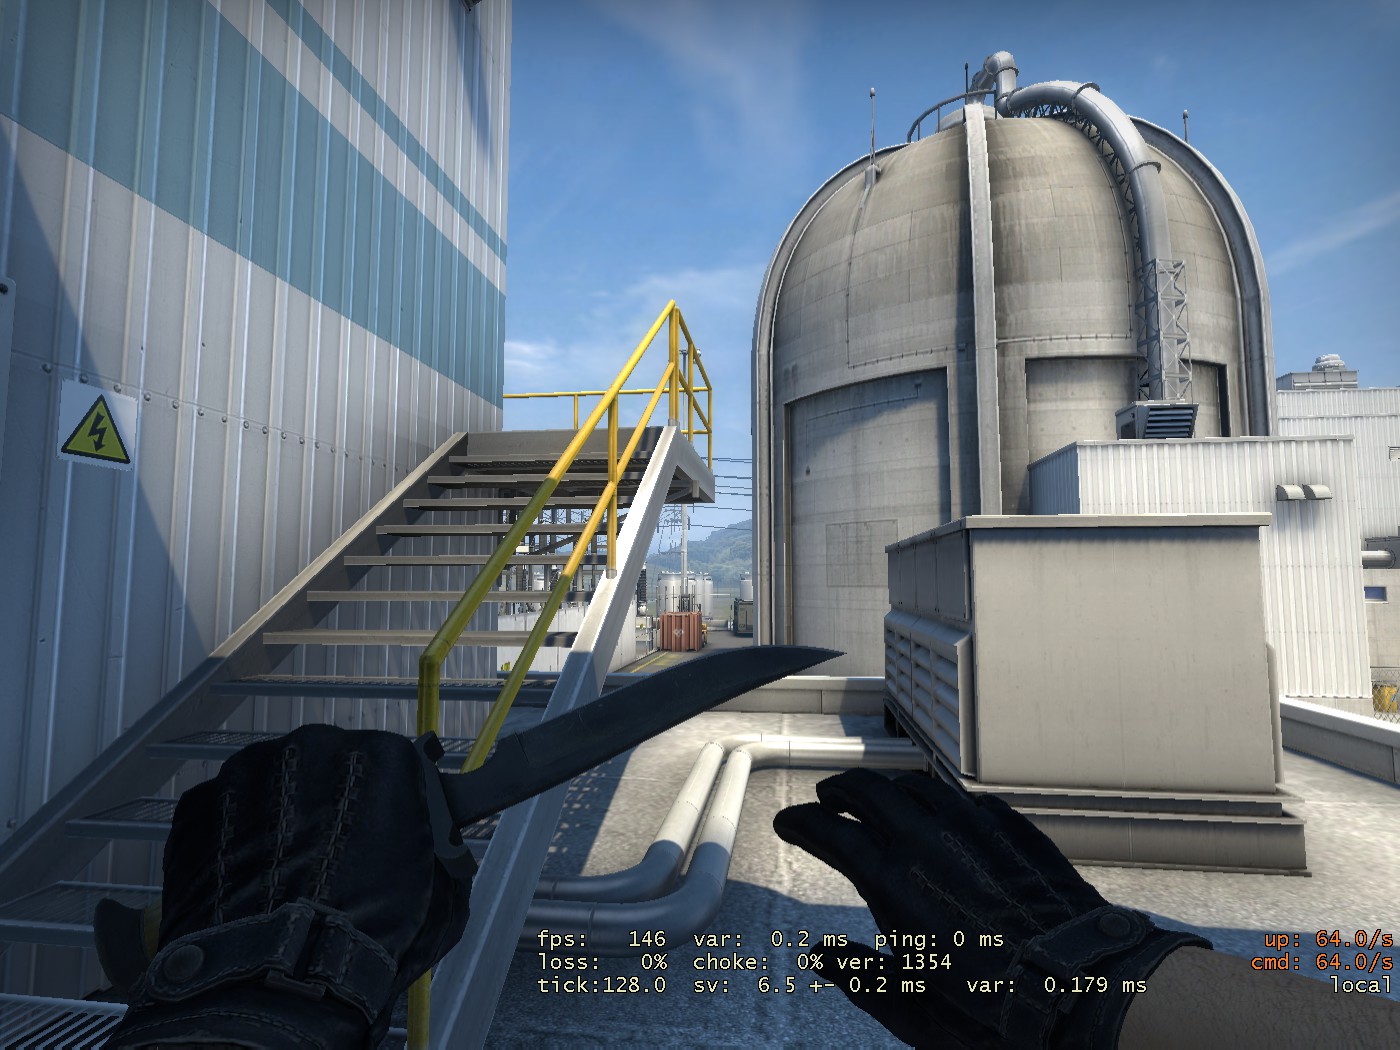 fps: 146 var: 0.2 ms ping: 0 ms
loss: 0% choke: 0% ver: 1354
tick:128.0 sv: 6.5 +- 0.2 ms var: 0.179 ms
up: 64.0/s
cmd: 64.0/s
local